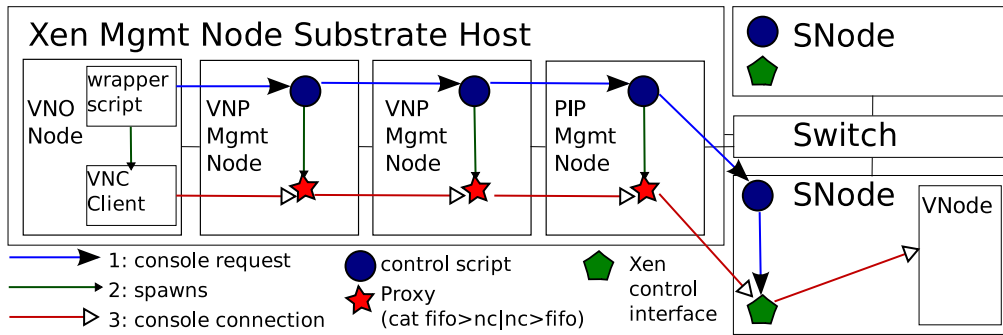 Xen Mgmt Node Substrate Host
VNO
Node
wrapper
script
VNC
Client
VNP
Mgmt
Node
VNP
Mgmt
Node
PIP
Mgmt
Node
SNode
Switch
SNode
VNode
1: console request
2: spawns
3: console connection
control script
Proxy
(cat fifo>nc|nc>fifo)
Xen
control
interface